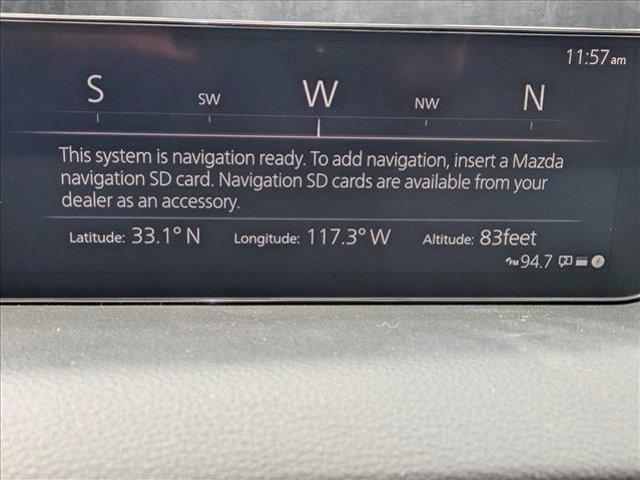 11:57am
S SW W NW N
This system is navigation ready. To add navigation, insert a Mazda
navigation SD card. Navigation SD cards are available from your
dealer as an accessory.
Latitude: 33.1° N Longitude: 117.3° W Altitude: 83feet
FM 94.7